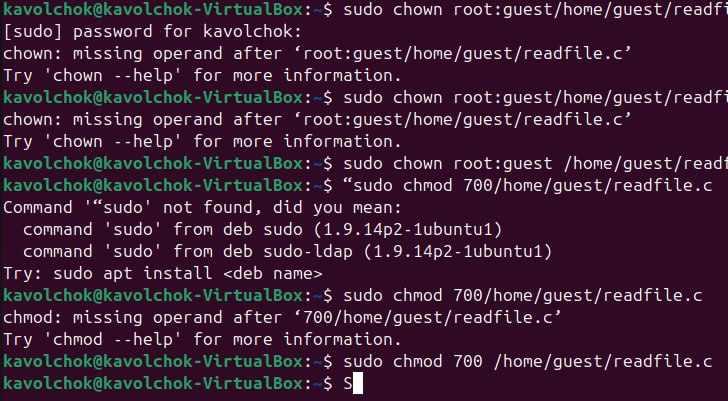 kavolchok@kavolchok-VirtualBox:~$ sudo chown root:guest/home/guest/readfi
[sudo] password for kavolchok:
chown: missing operand after ‘root:guest/home/guest/readfile.c’
Try 'chown --help' for more information.
kavolchok@kavolchok-VirtualBox:~$ sudo chown root:guest/home/guest/readfi
chown: missing operand after ‘root:guest/home/guest/readfile.c’
Try 'chown --help' for more information.
kavolchok@kavolchok-VirtualBox:~$ sudo chown root:guest /home/guest/readf
kavolchok@kavolchok-VirtualBox:~$ “sudo chmod 700/home/guest/readfile.c
Command '“sudo' not found, did you mean:
  command 'sudo' from deb sudo (1.9.14p2-1ubuntu1)
  command 'sudo' from deb sudo-ldap (1.9.14p2-1ubuntu1)
Try: sudo apt install <deb name>
kavolchok@kavolchok-VirtualBox:~$ sudo chmod 700/home/guest/readfile.c
chmod: missing operand after ‘700/home/guest/readfile.c’
Try 'chmod --help' for more information.
kavolchok@kavolchok-VirtualBox:~$ sudo chmod 700 /home/guest/readfile.c
kavolchok@kavolchok-VirtualBox:~$ S